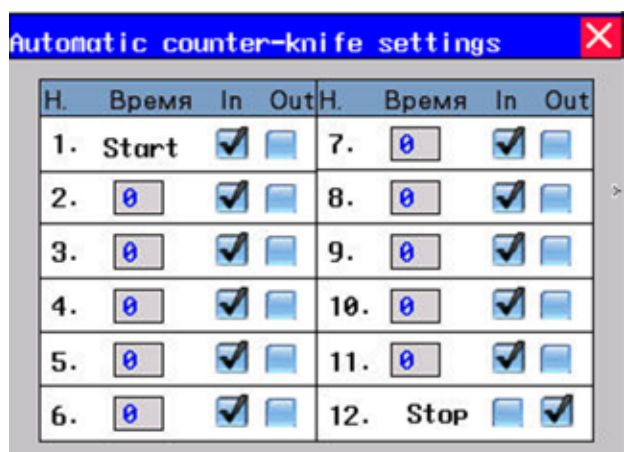 Automatic counter-knife settings
Н. Время In Out Н. Время In Out
1. Start 7. 0
2. 0 8. 0
3. 0 9. 0
4. 0 10. 0
5. 0 11. 0
6. 0 12. Stop